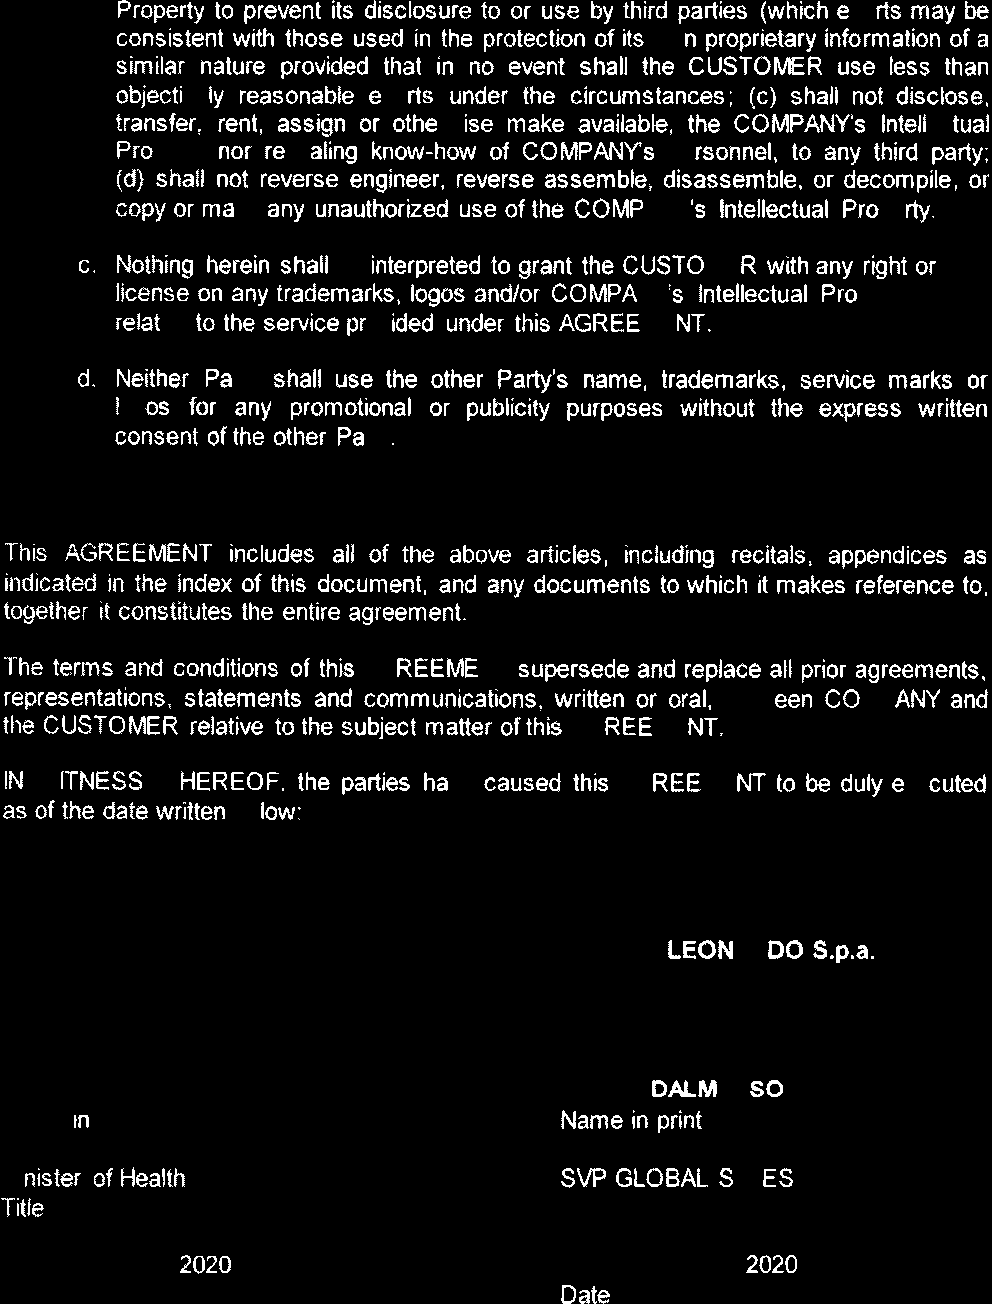 Property to prevent its disclosure to or use by third parties (which e rts may be
consistent with those used in the protection of its n proprietary information of a
similar nature provided that in no event shall the CUSTOMER use less than
objecti ly reasonable e rts under the circumstances; (c) shall not disclose,
transfer, rent, assign or othe ise make available, the COMPANY's Intell tual
Pro nor re aling know-how of COMPANY's rsonnel, to any third party;
(d) shall not reverse engineer, reverse assemble, disassemble, or decompile, or
copy or ma any unauthorized use of the COMP 's Intellectual Pro rty.
c. Nothing herein shall interpreted to grant the CUSTO R with any right or
license on any trademarks, logos and/or COMPA 's Intellectual Pro
relat to the service pr ided under this AGREE NT.
d. Neither Pa shall use the other Party's name, trademarks, service marks or
l os for any promotional or publicity purposes without the express written
consent of the other Pa .
This AGREEMENT includes all of the above articles, including recitals, appendices as
indicated in the index of this document, and any documents to which it makes reference to,
together it constitutes the entire agreement.
The terms and conditions of this REEME supersede and replace all prior agreements,
representations, statements and communications, written or oral, een CO ANY and
the CUSTOMER relative to the subject matter of this REE NT.
IN ITNESS HEREOF, the parties ha caused this REE NT to be duly e cuted
as of the date written low:
LEON DO S.p.a.
DALM SO
in
Name in print
nister of Health
SVP GLOBAL S ES
Title
2020
2020
Date